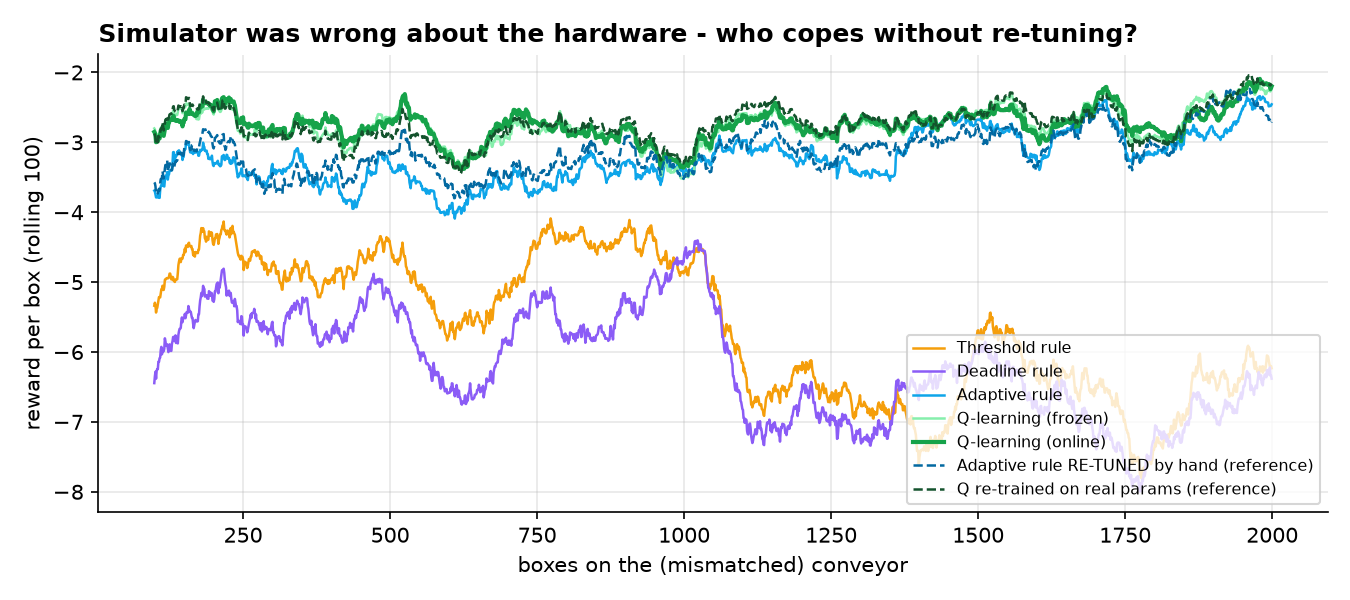 Simulator was wrong about the hardware - who copes without re-tuning?
reward per box (rolling 100)
−2
−3
−4
−5
−6
−7
−8
Threshold rule
Deadline rule
Adaptive rule
Q-learning (frozen)
Q-learning (online)
Adaptive rule RE-TUNED by hand (reference)
Q re-trained on real params (reference)
250
500
750
1000
1250
1500
1750
2000
boxes on the (mismatched) conveyor